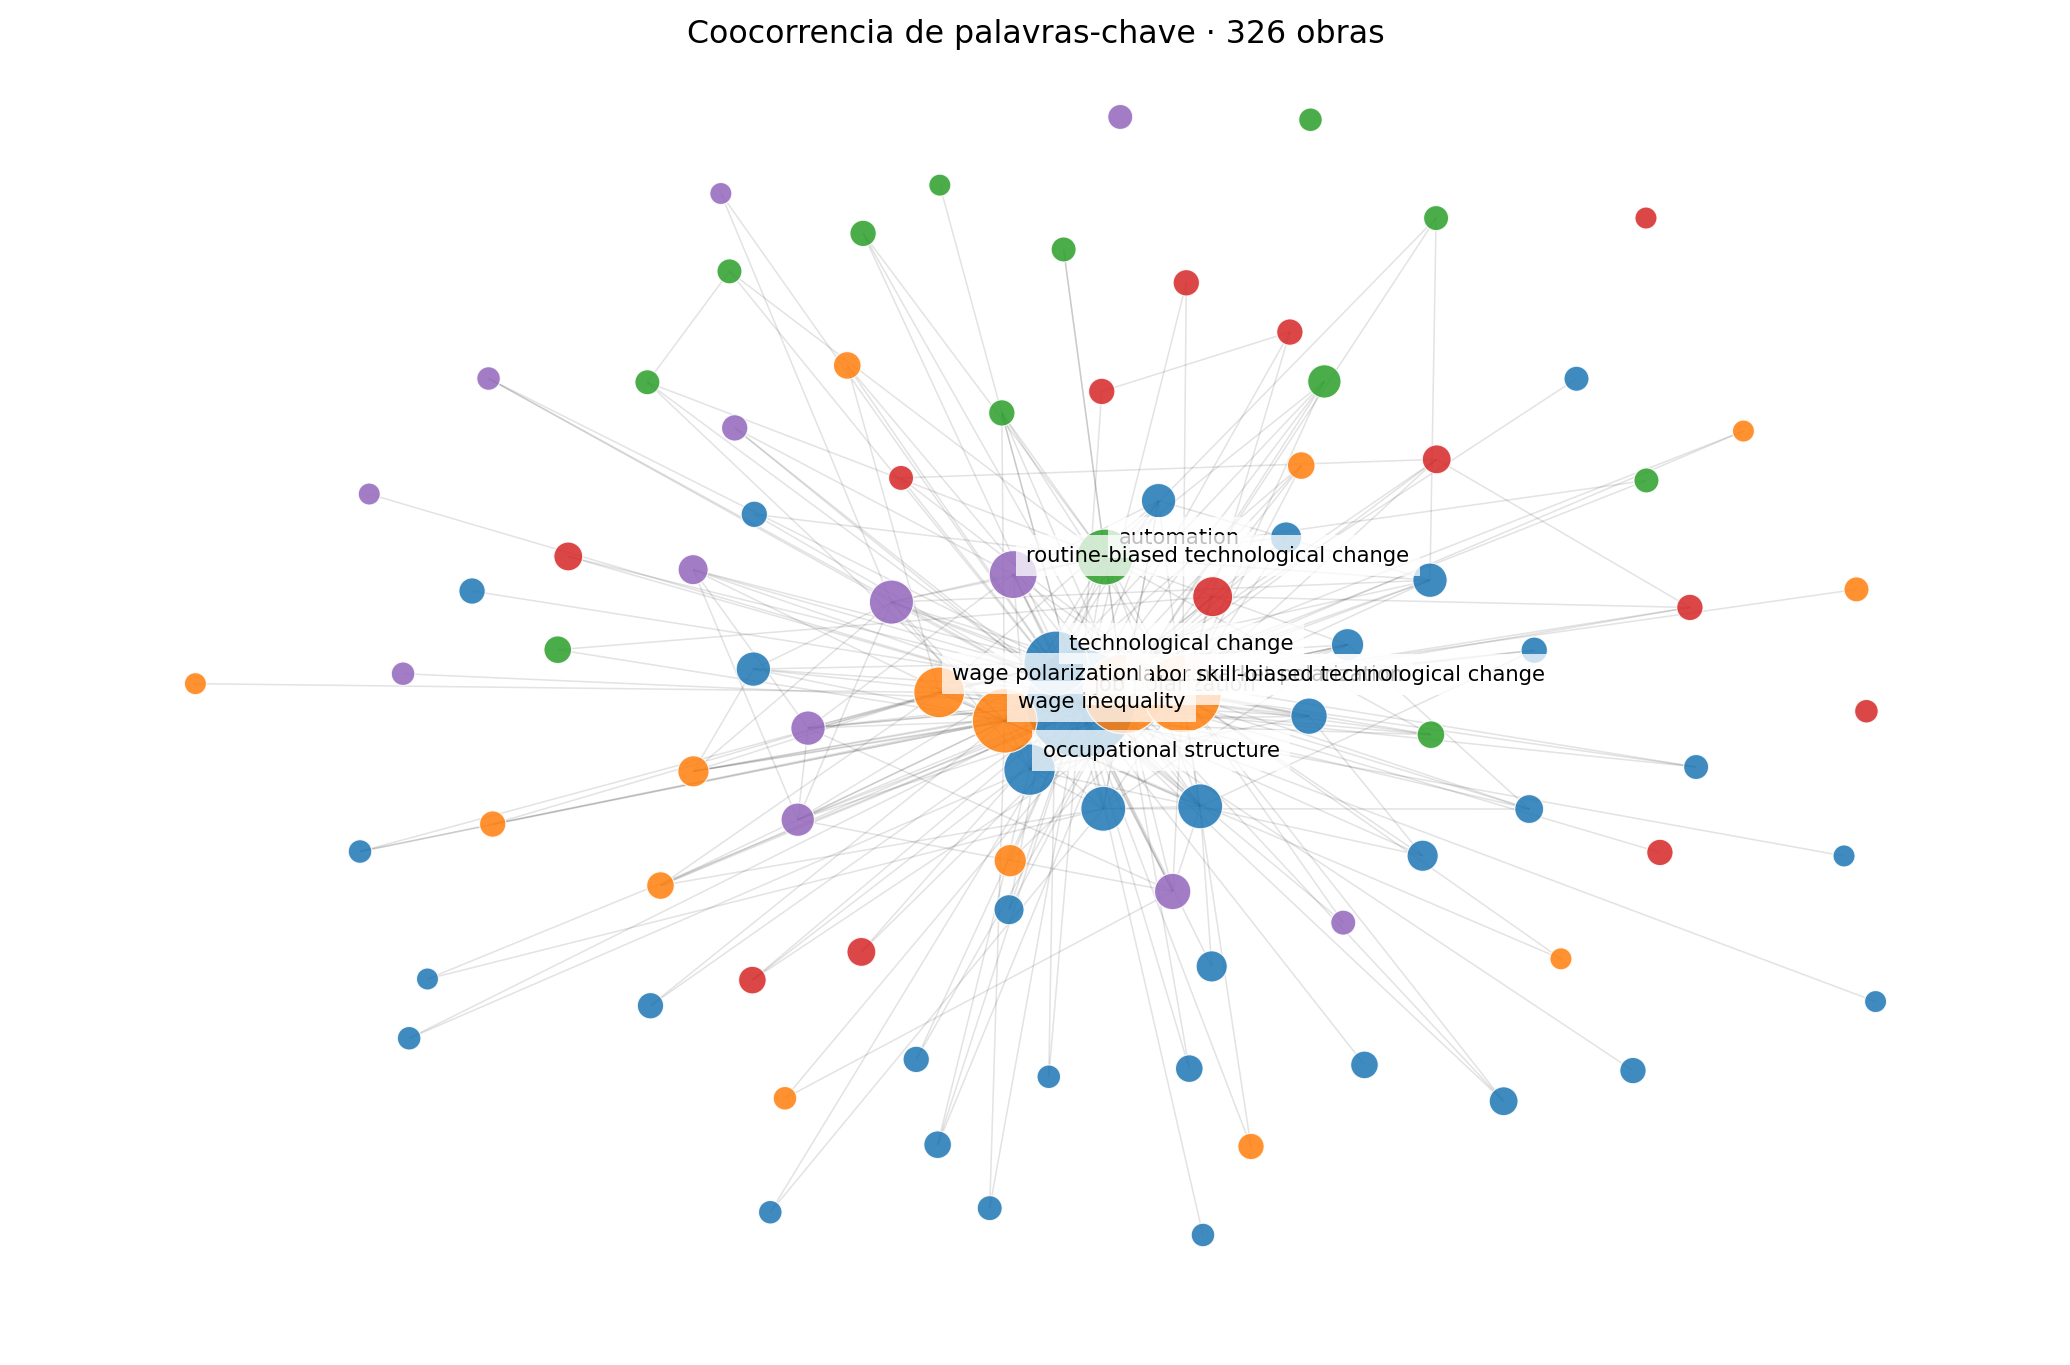 Coocorrencia de palavras-chave · 326 obras
automation
routine-biased technological change
technological change
wage polarization
skill-biased technological change
wage inequality
occupational structure